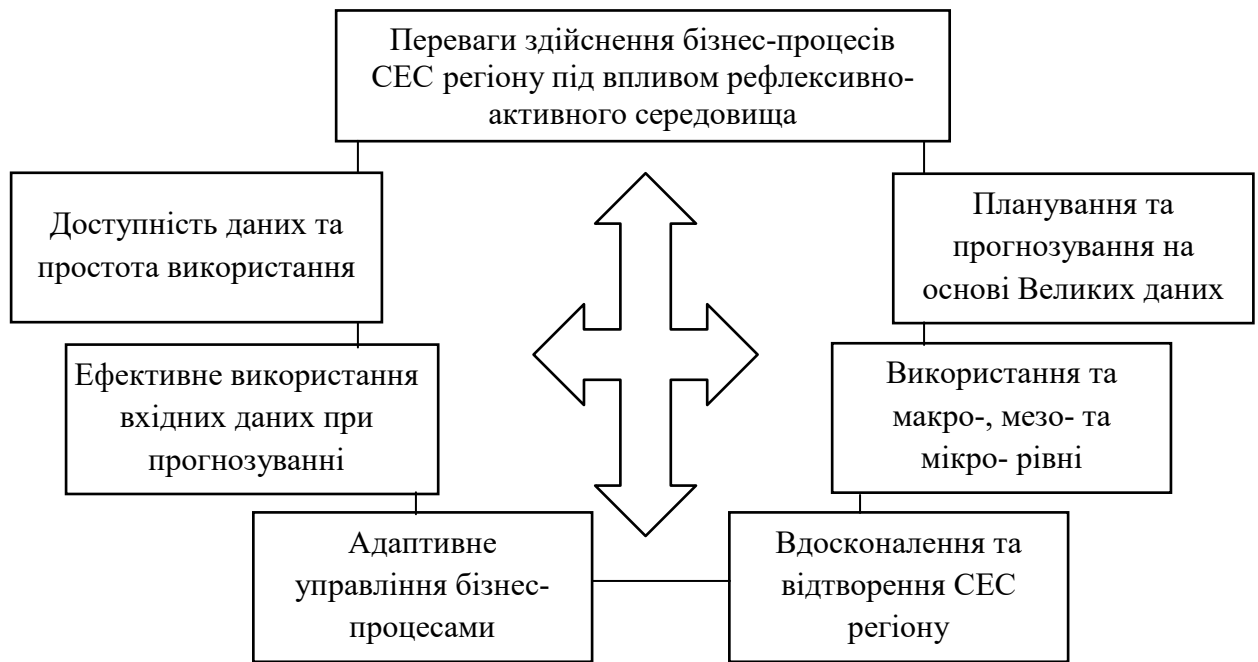 Переваги здійснення бізнес-процесів
СЕС регіону під впливом рефлексивно-
активного середовища
Доступність даних та
простота використання
Планування та
прогнозування на
основі Великих даних
Ефективне використання
вхідних даних при
прогнозуванні
Використання та
макро-, мезо- та
мікро- рівні
Адаптивне
управління бізнес-
процесами
Вдосконалення та
відтворення СЕС
регіону